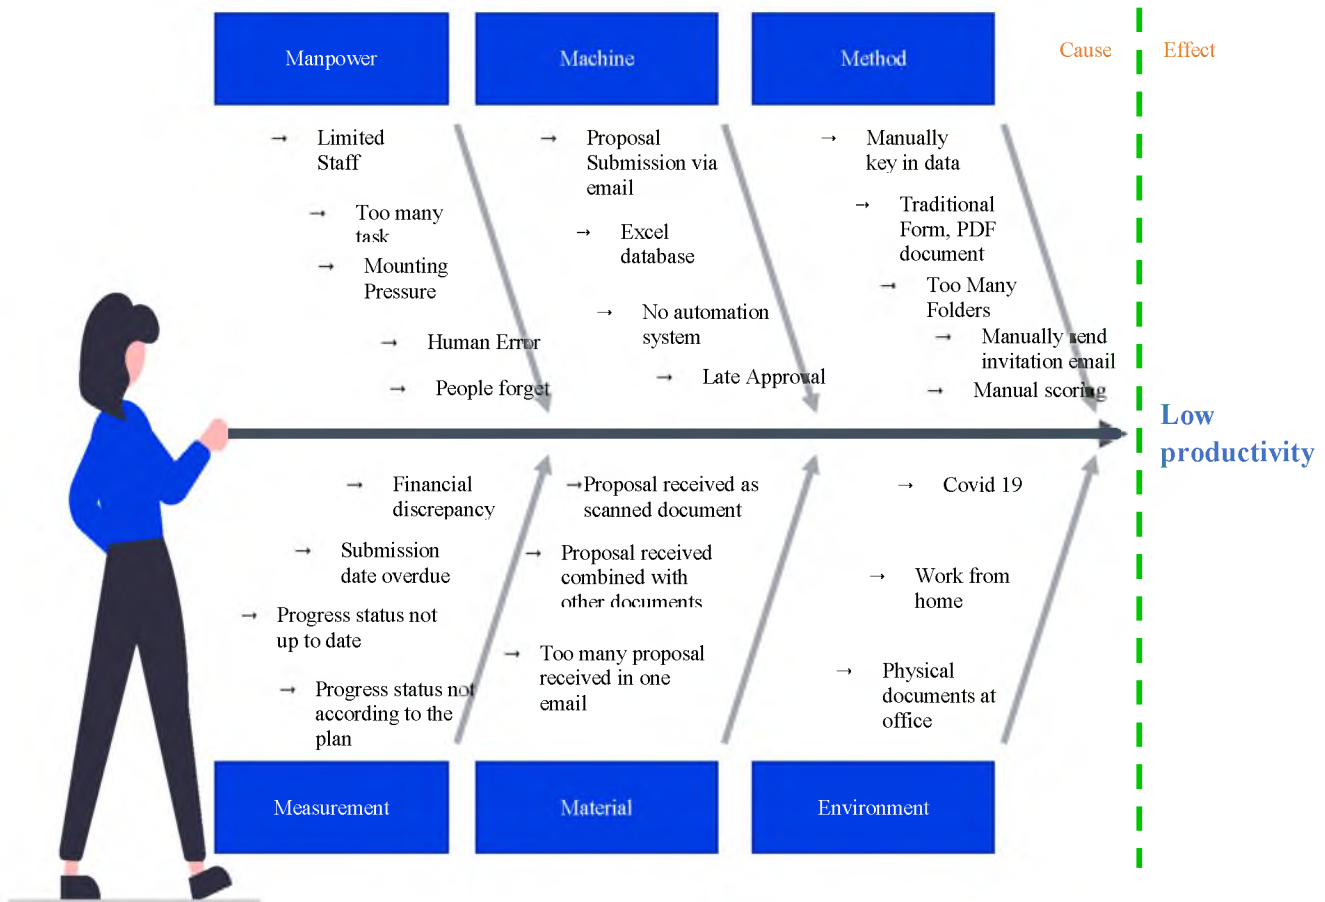 Manpower
Machine
Method
Cause
Effect
→ Limited
Staff
→ Too many
task
→ Mounting
Pressure
→ Human Error
→ People forget
→ Proposal
Submission via
email
→ Excel
database
→ No automation
system
→ Late Approval
→ Manually
key in data
→ Traditional
Form, PDF
document
→ Too Many
Folders
→ Manually send
invitation email
→ Manual scoring
Low
productivity
→ Financial
discrepancy
→ Submission
date overdue
→ Progress status not
up to date
→ Progress status not
according to the
plan
→Proposal received as
scanned document
→ Proposal received
combined with
other documents
→ Too many proposal
received in one
email
→ Covid 19
→ Work from
home
→ Physical
documents at
office
Measurement
Material
Environment